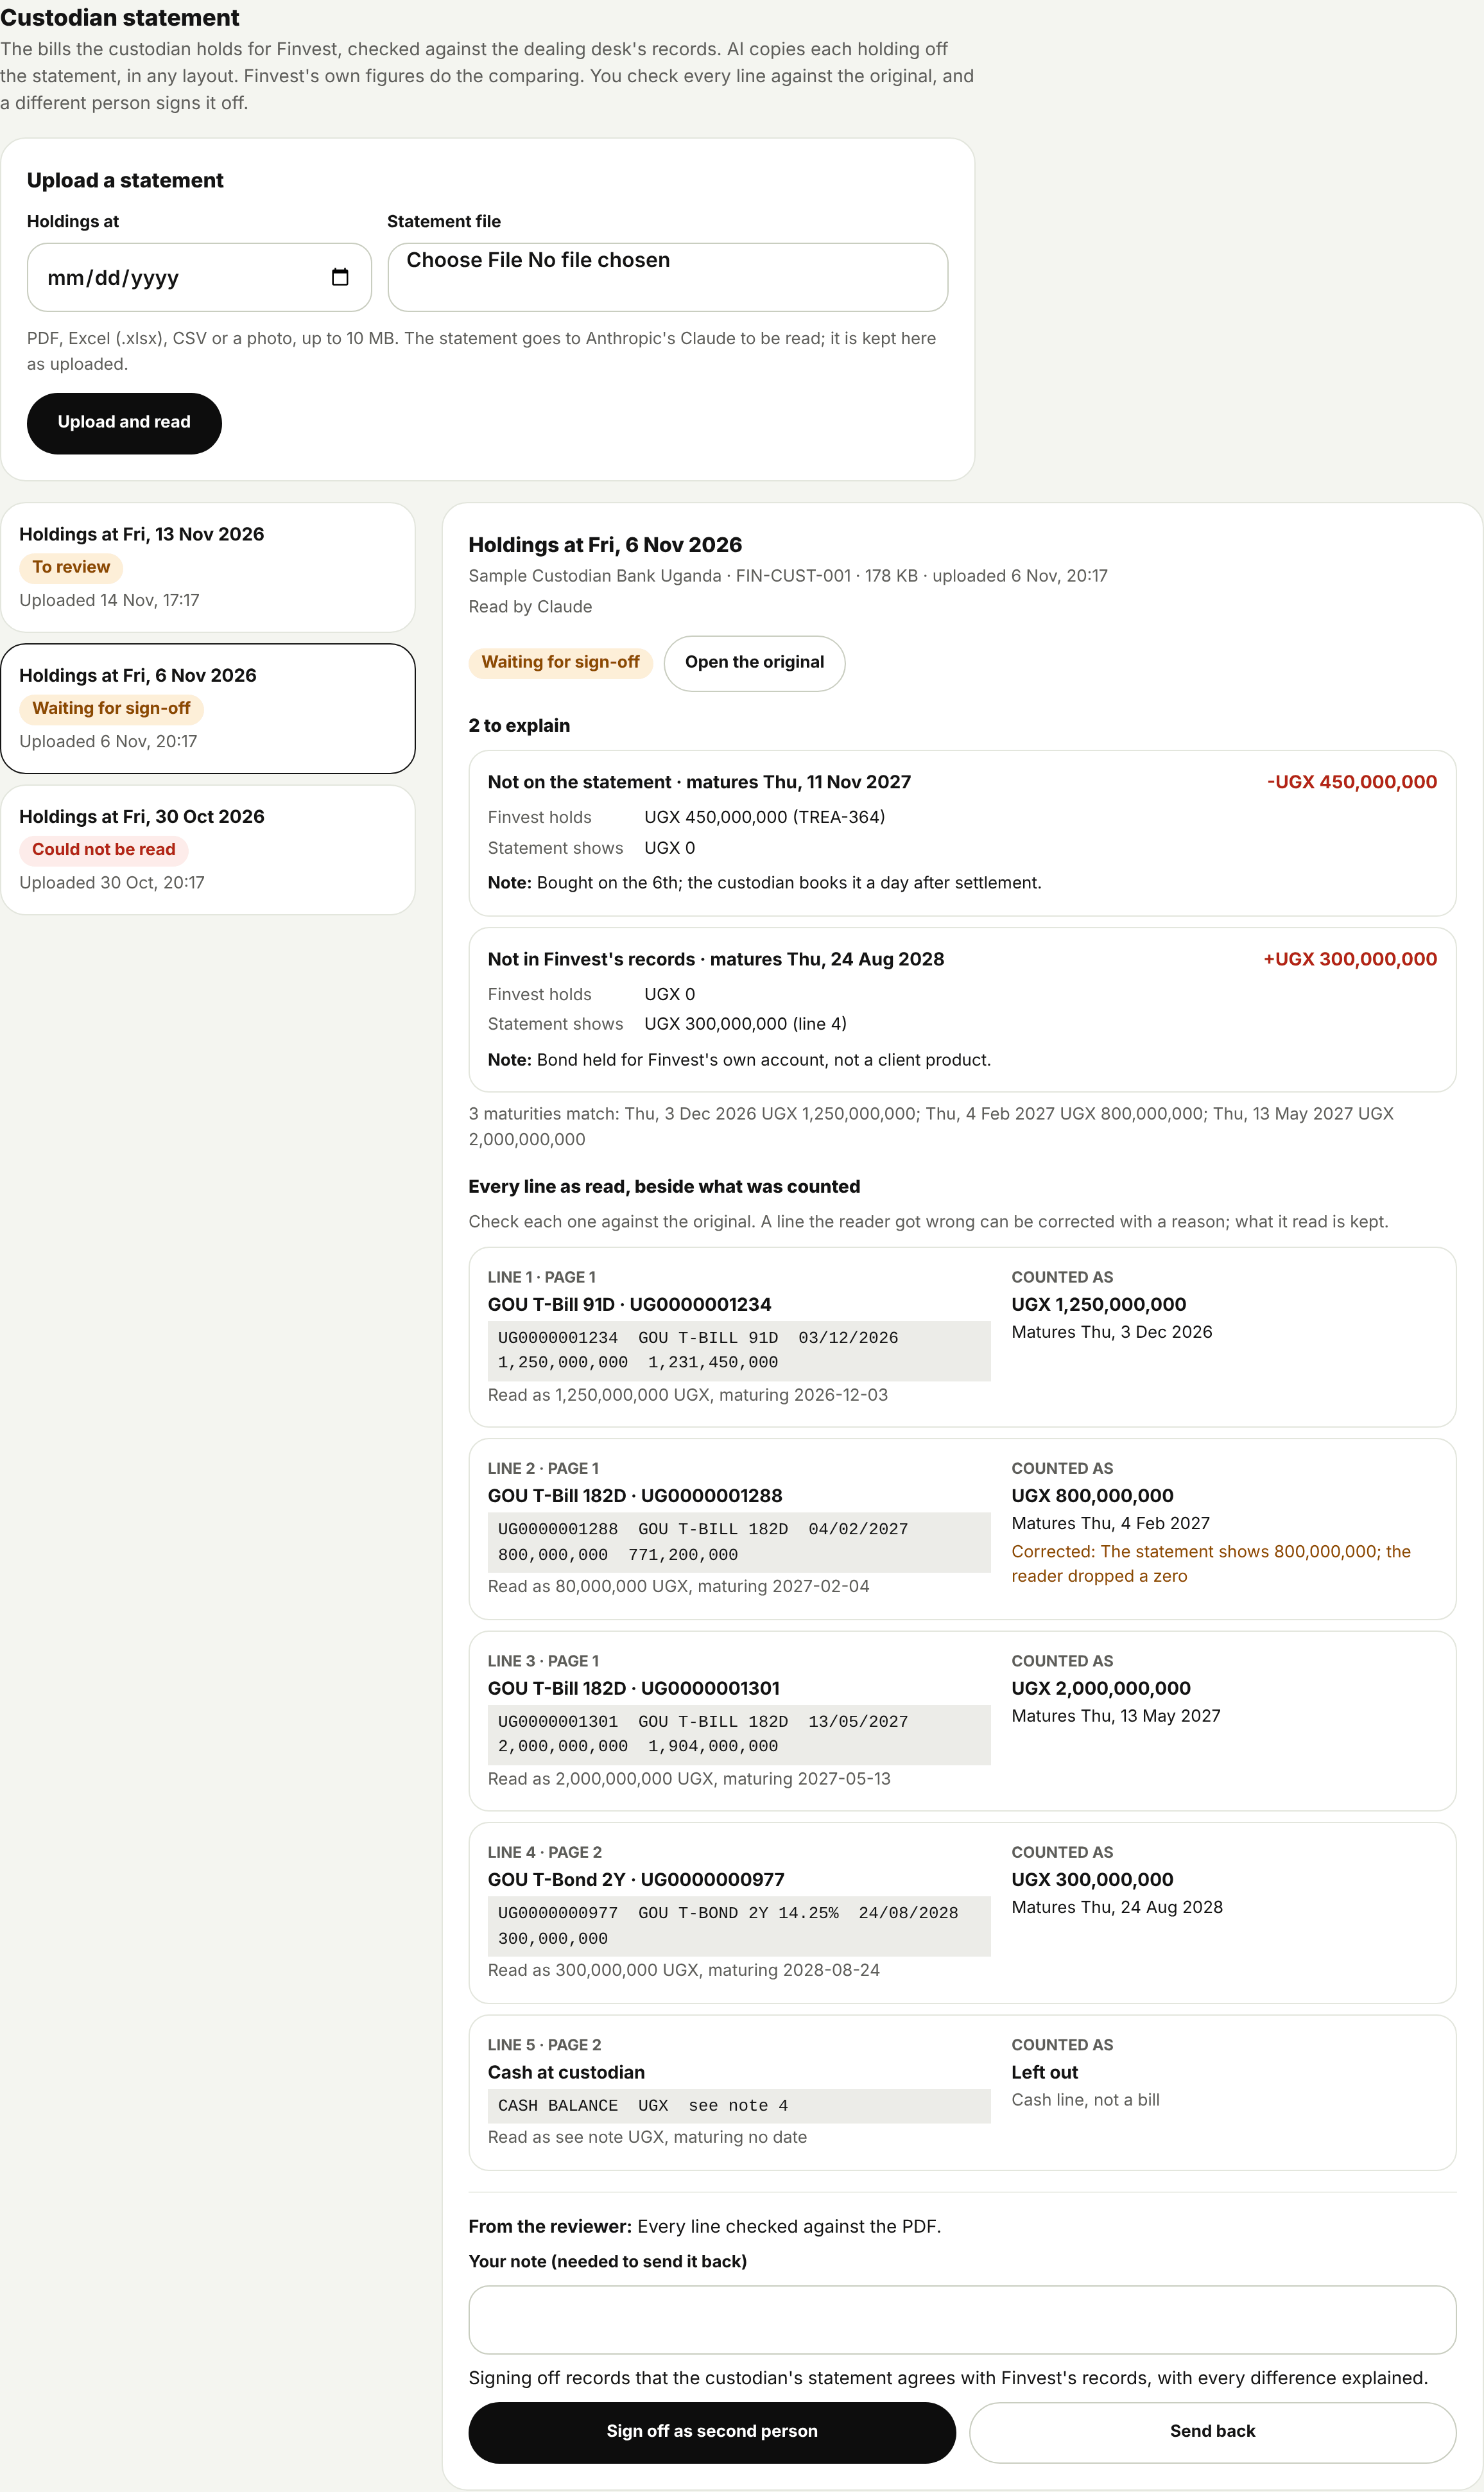 Custodian statement
The bills the custodian holds for Finvest, checked against the dealing desk's records. AI copies each holding off
the statement, in any layout. Finvest's own figures do the comparing. You check every line against the original, and
a different person signs it off.
Upload a statement
Holdings at
Statement file
mm/dd/yyyy
Choose File No file chosen
PDF, Excel (.xlsx), CSV or a photo, up to 10 MB. The statement goes to Anthropic's Claude to be read; it is kept here
as uploaded.
Upload and read
Holdings at Fri, 13 Nov 2026
To review
Uploaded 14 Nov, 17:17
Holdings at Fri, 6 Nov 2026
Waiting for sign-off
Uploaded 6 Nov, 20:17
Holdings at Fri, 30 Oct 2026
Could not be read
Uploaded 30 Oct, 20:17
Holdings at Fri, 6 Nov 2026
Sample Custodian Bank Uganda · FIN-CUST-001 · 178 KB · uploaded 6 Nov, 20:17
Read by Claude
Waiting for sign-off
Open the original
2 to explain
Not on the statement · matures Thu, 11 Nov 2027
-UGX 450,000,000
Finvest holds UGX 450,000,000 (TREA-364)
Statement shows UGX 0
Note: Bought on the 6th; the custodian books it a day after settlement.
Not in Finvest's records · matures Thu, 24 Aug 2028
+UGX 300,000,000
Finvest holds UGX 0
Statement shows UGX 300,000,000 (line 4)
Note: Bond held for Finvest's own account, not a client product.
3 maturities match: Thu, 3 Dec 2026 UGX 1,250,000,000; Thu, 4 Feb 2027 UGX 800,000,000; Thu, 13 May 2027 UGX
2,000,000,000
Every line as read, beside what was counted
Check each one against the original. A line the reader got wrong can be corrected with a reason; what it read is kept.
LINE 1 · PAGE 1
GOU T-Bill 91D · UG0000001234
UG0000001234 GOU T-BILL 91D 03/12/2026
1,250,000,000 1,231,450,000
Read as 1,250,000,000 UGX, maturing 2026-12-03
COUNTED AS
UGX 1,250,000,000
Matures Thu, 3 Dec 2026
LINE 2 · PAGE 1
GOU T-Bill 182D · UG0000001288
UG0000001288 GOU T-BILL 182D 04/02/2027
800,000,000 771,200,000
Read as 80,000,000 UGX, maturing 2027-02-04
COUNTED AS
UGX 800,000,000
Matures Thu, 4 Feb 2027
Corrected: The statement shows 800,000,000; the
reader dropped a zero
LINE 3 · PAGE 1
GOU T-Bill 182D · UG0000001301
UG0000001301 GOU T-BILL 182D 13/05/2027
2,000,000,000 1,904,000,000
Read as 2,000,000,000 UGX, maturing 2027-05-13
COUNTED AS
UGX 2,000,000,000
Matures Thu, 13 May 2027
LINE 4 · PAGE 2
GOU T-Bond 2Y · UG0000000977
UG0000000977 GOU T-BOND 2Y 14.25% 24/08/2028
300,000,000
Read as 300,000,000 UGX, maturing 2028-08-24
COUNTED AS
UGX 300,000,000
Matures Thu, 24 Aug 2028
LINE 5 · PAGE 2
Cash at custodian
CASH BALANCE UGX see note 4
Read as see note UGX, maturing no date
COUNTED AS
Left out
Cash line, not a bill
From the reviewer: Every line checked against the PDF.
Your note (needed to send it back)
Signing off records that the custodian's statement agrees with Finvest's records, with every difference explained.
Sign off as second person
Send back